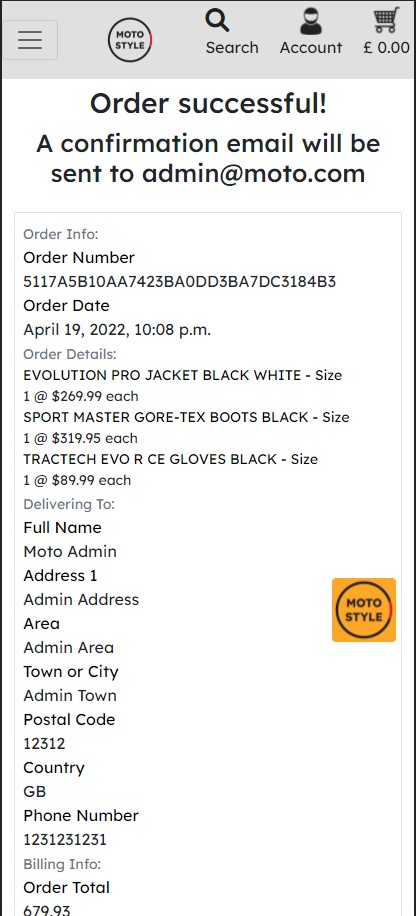 MOTO
STYLE
Search
Account
£ 0.00
Order successful!
A confirmation email will be
sent to admin@moto.com
Order Info:
Order Number
5117A5B10AA7423BA0DD3BA7DC3184B3
Order Date
April 19, 2022, 10:08 p.m.
Order Details:
EVOLUTION PRO JACKET BLACK WHITE - Size
1 @ $269.99 each
SPORT MASTER GORE-TEX BOOTS BLACK - Size
1 @ $319.95 each
TRACTECH EVO R CE GLOVES BLACK - Size
1 @ $89.99 each
Delivering To:
Full Name
Moto Admin
Address 1
Admin Address
Area
Admin Area
Town or City
Admin Town
Postal Code
12312
Country
GB
Phone Number
1231231231
Billing Info:
Order Total
679.93
MOTO
STYLE